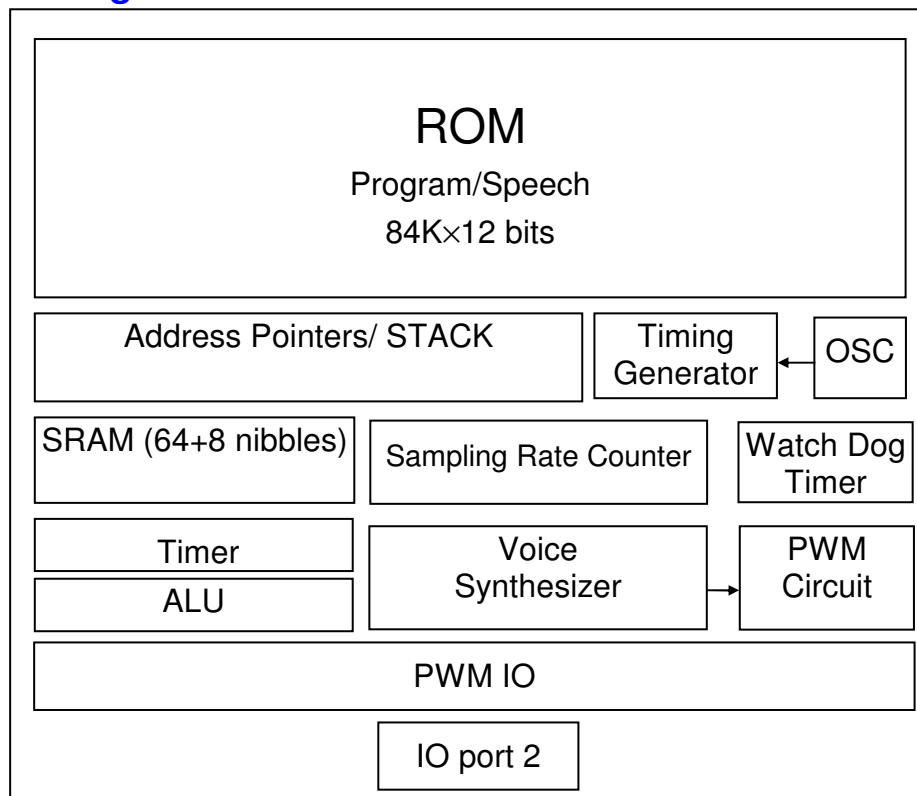 ROM
Program/Speech
84K×12 bits
Address Pointers/ STACK
Timing
Generator
OSC
SRAM (64+8 nibbles)
Sampling Rate Counter
Watch Dog
Timer
Timer
Voice
Synthesizer
PWM
Circuit
ALU
PWM IO
IO port 2